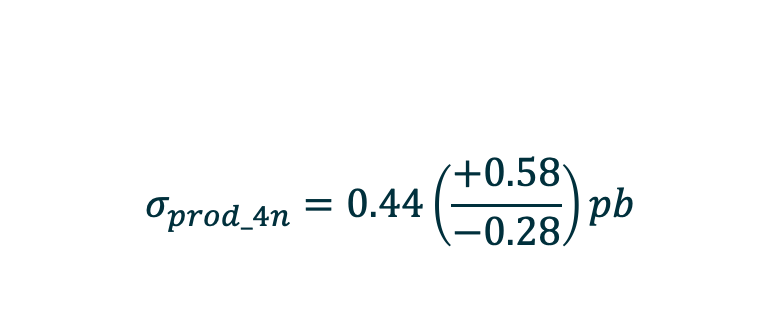 σprod_4n = 0.44 (+0.58/−0.28) pb